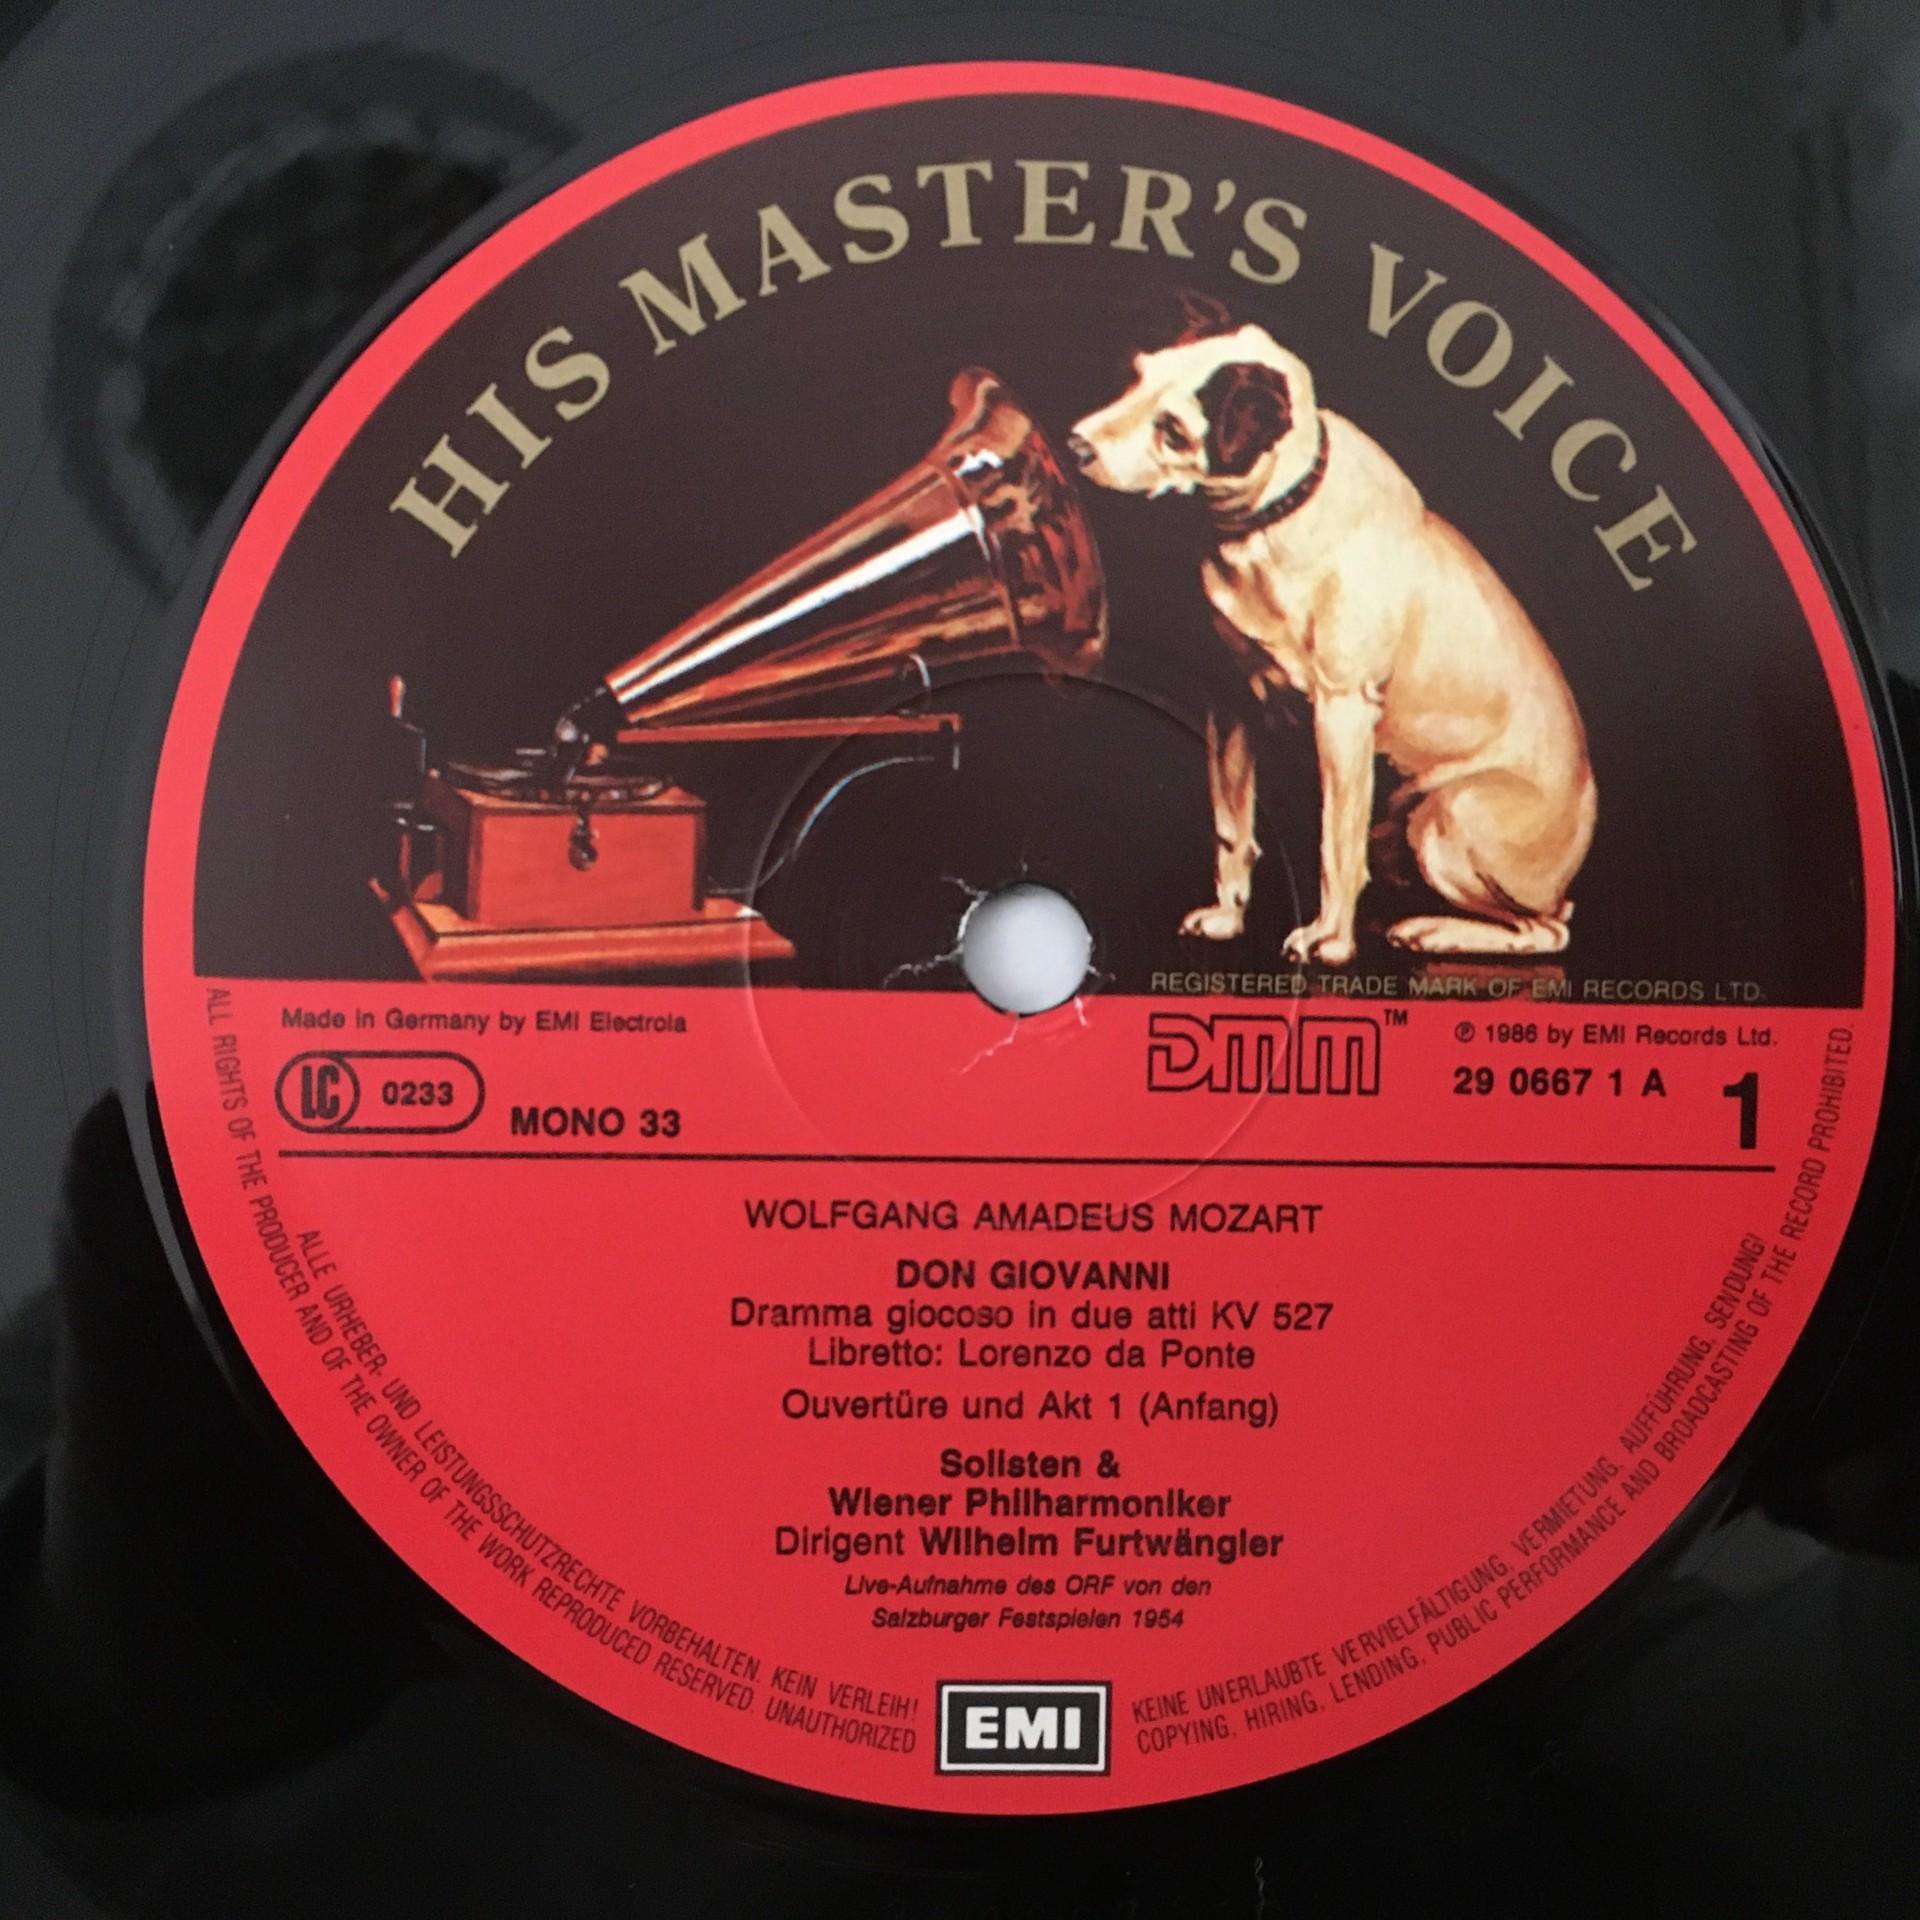 HIS MASTER'S VOICE
REGISTERED TRADE MARK OF EMI RECORDS LTD.
Made in Germany by EMI Electrola
LC 0233
MONO 33
DMM™
℗ 1986 by EMI Records Ltd.
29 0667 1 A
1
WOLFGANG AMADEUS MOZART
DON GIOVANNI
Dramma giocoso in due atti KV 527
Libretto: Lorenzo da Ponte
Ouvertüre und Akt 1 (Anfang)
Solisten &
Wiener Philharmoniker
Dirigent Wilhelm Furtwängler
Live-Aufnahme des ORF von den
Salzburger Festspielen 1954
EMI
ALLE URHEBER- UND LEISTUNGSSCHUTZRECHTE VORBEHALTEN. KEIN VERLEIH! KEINE UNERLAUBTE VERVIELFÄLTIGUNG, VERMIETUNG, AUFFÜHRUNG, SENDUNG!
ALL RIGHTS OF THE PRODUCER AND OF THE OWNER OF THE WORK REPRODUCED RESERVED. UNAUTHORIZED COPYING, HIRING, LENDING, PUBLIC PERFORMANCE AND BROADCASTING OF THE RECORD PROHIBITED.